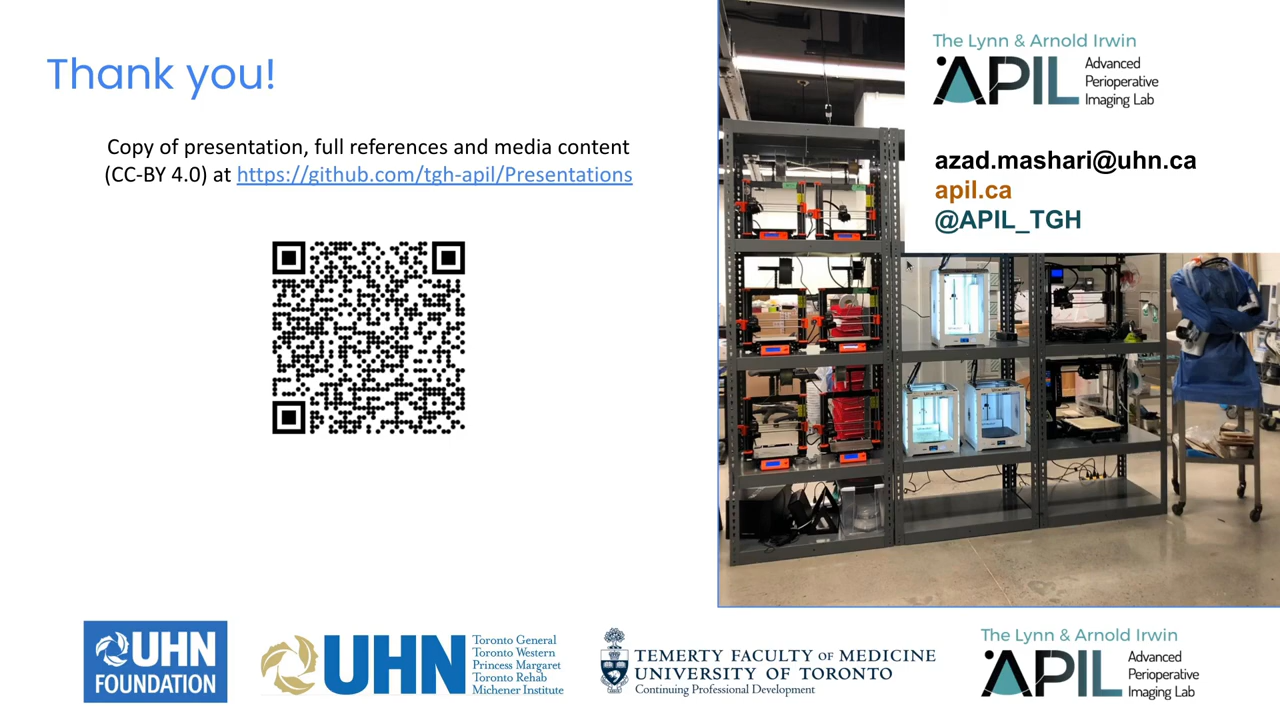 Thank you!
Copy of presentation, full references and media content
(CC-BY 4.0) at https://github.com/tgh-apil/Presentations
The Lynn & Arnold Irwin
APIL
Advanced
Perioperative
Imaging Lab
azad.mashari@uhn.ca
apil.ca
@APIL_TGH
UHN
FOUNDATION
UHN
Toronto General
Toronto Western
Princess Margaret
Toronto Rehab
Michener Institute
TEMERTY FACULTY OF MEDICINE
UNIVERSITY OF TORONTO
Continuing Professional Development
The Lynn & Arnold Irwin
APIL
Advanced
Perioperative
Imaging Lab